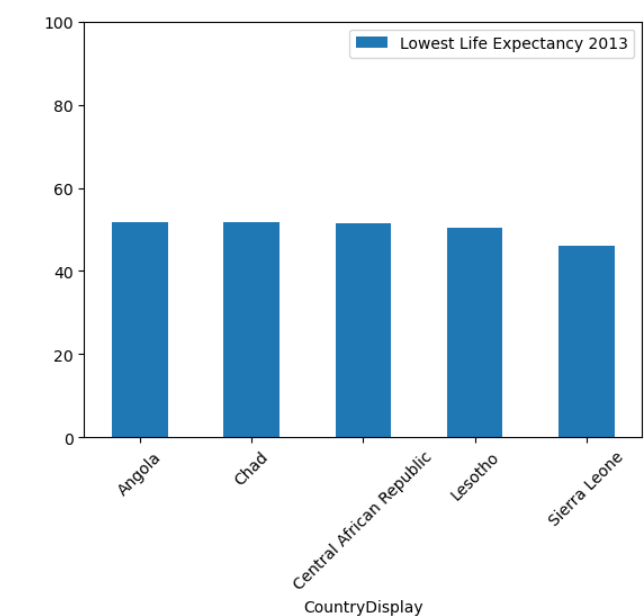 100
Lowest Life Expectancy 2013
80
60
40
20
0
Angola
Chad
Central African Republic
Lesotho
Sierra Leone
CountryDisplay